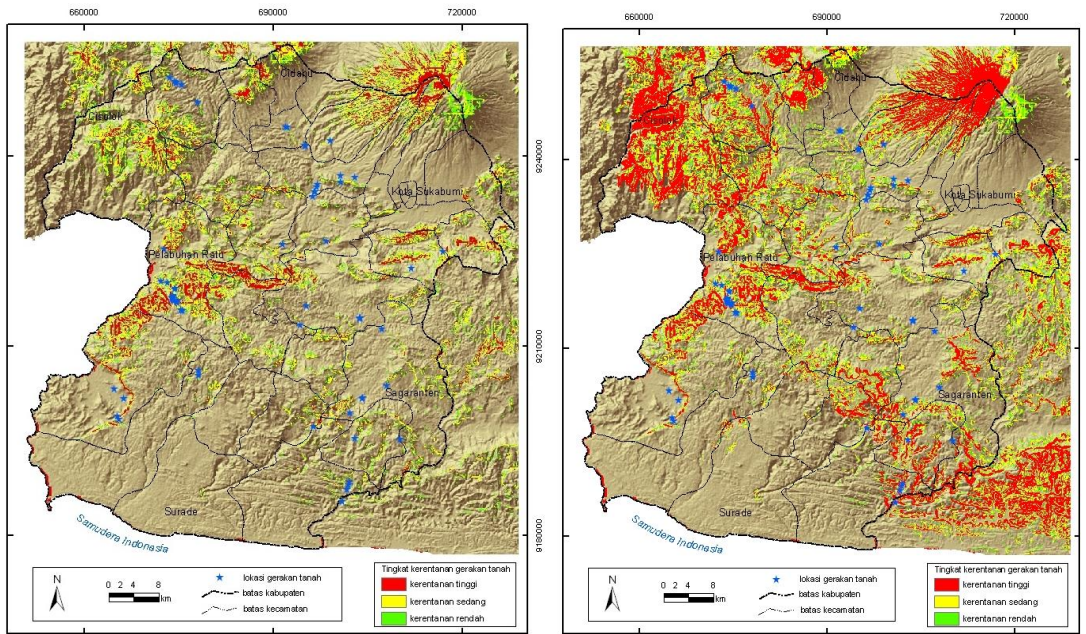 660000 690000 720000
Cidahu
Cisolok
9240000
Kota Sukabumi
Pelabuhan Ratu
9210000
Sagaranten
Surade
9180000
Samudera Indonesia
N
0 2 4 8
km
lokasi gerakan tanah
batas kabupaten
batas kecamatan
Tingkat kerentanan gerakan tanah
kerentanan tinggi
kerentanan sedang
kerentanan rendah
660000 690000 720000
Cidahu
Cisolok
9240000
Kota Sukabumi
Pelabuhan Ratu
9210000
Sagaranten
Surade
9180000
Samudera Indonesia
N
0 2 4 8
km
lokasi gerakan tanah
batas kabupaten
batas kecamatan
Tingkat kerentanan gerakan tanah
kerentanan tinggi
kerentanan sedang
kerentanan rendah